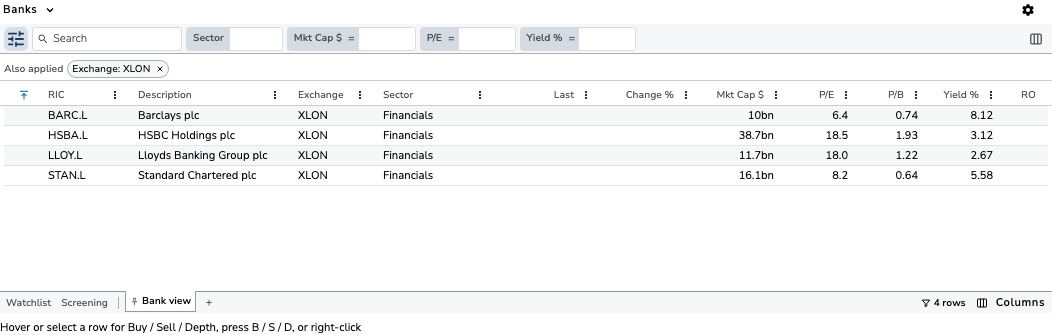 Banks
Search Sector Mkt Cap $ = P/E = Yield % =
Also applied Exchange: XLON ×
RIC Description Exchange Sector Last Change % Mkt Cap $ P/E P/B Yield % RO
BARC.L Barclays plc XLON Financials 10bn 6.4 0.74 8.12
HSBA.L HSBC Holdings plc XLON Financials 38.7bn 18.5 1.93 3.12
LLOY.L Lloyds Banking Group plc XLON Financials 11.7bn 18.0 1.22 2.67
STAN.L Standard Chartered plc XLON Financials 16.1bn 8.2 0.64 5.58
Watchlist Screening Bank view + 4 rows Columns
Hover or select a row for Buy / Sell / Depth, press B / S / D, or right-click